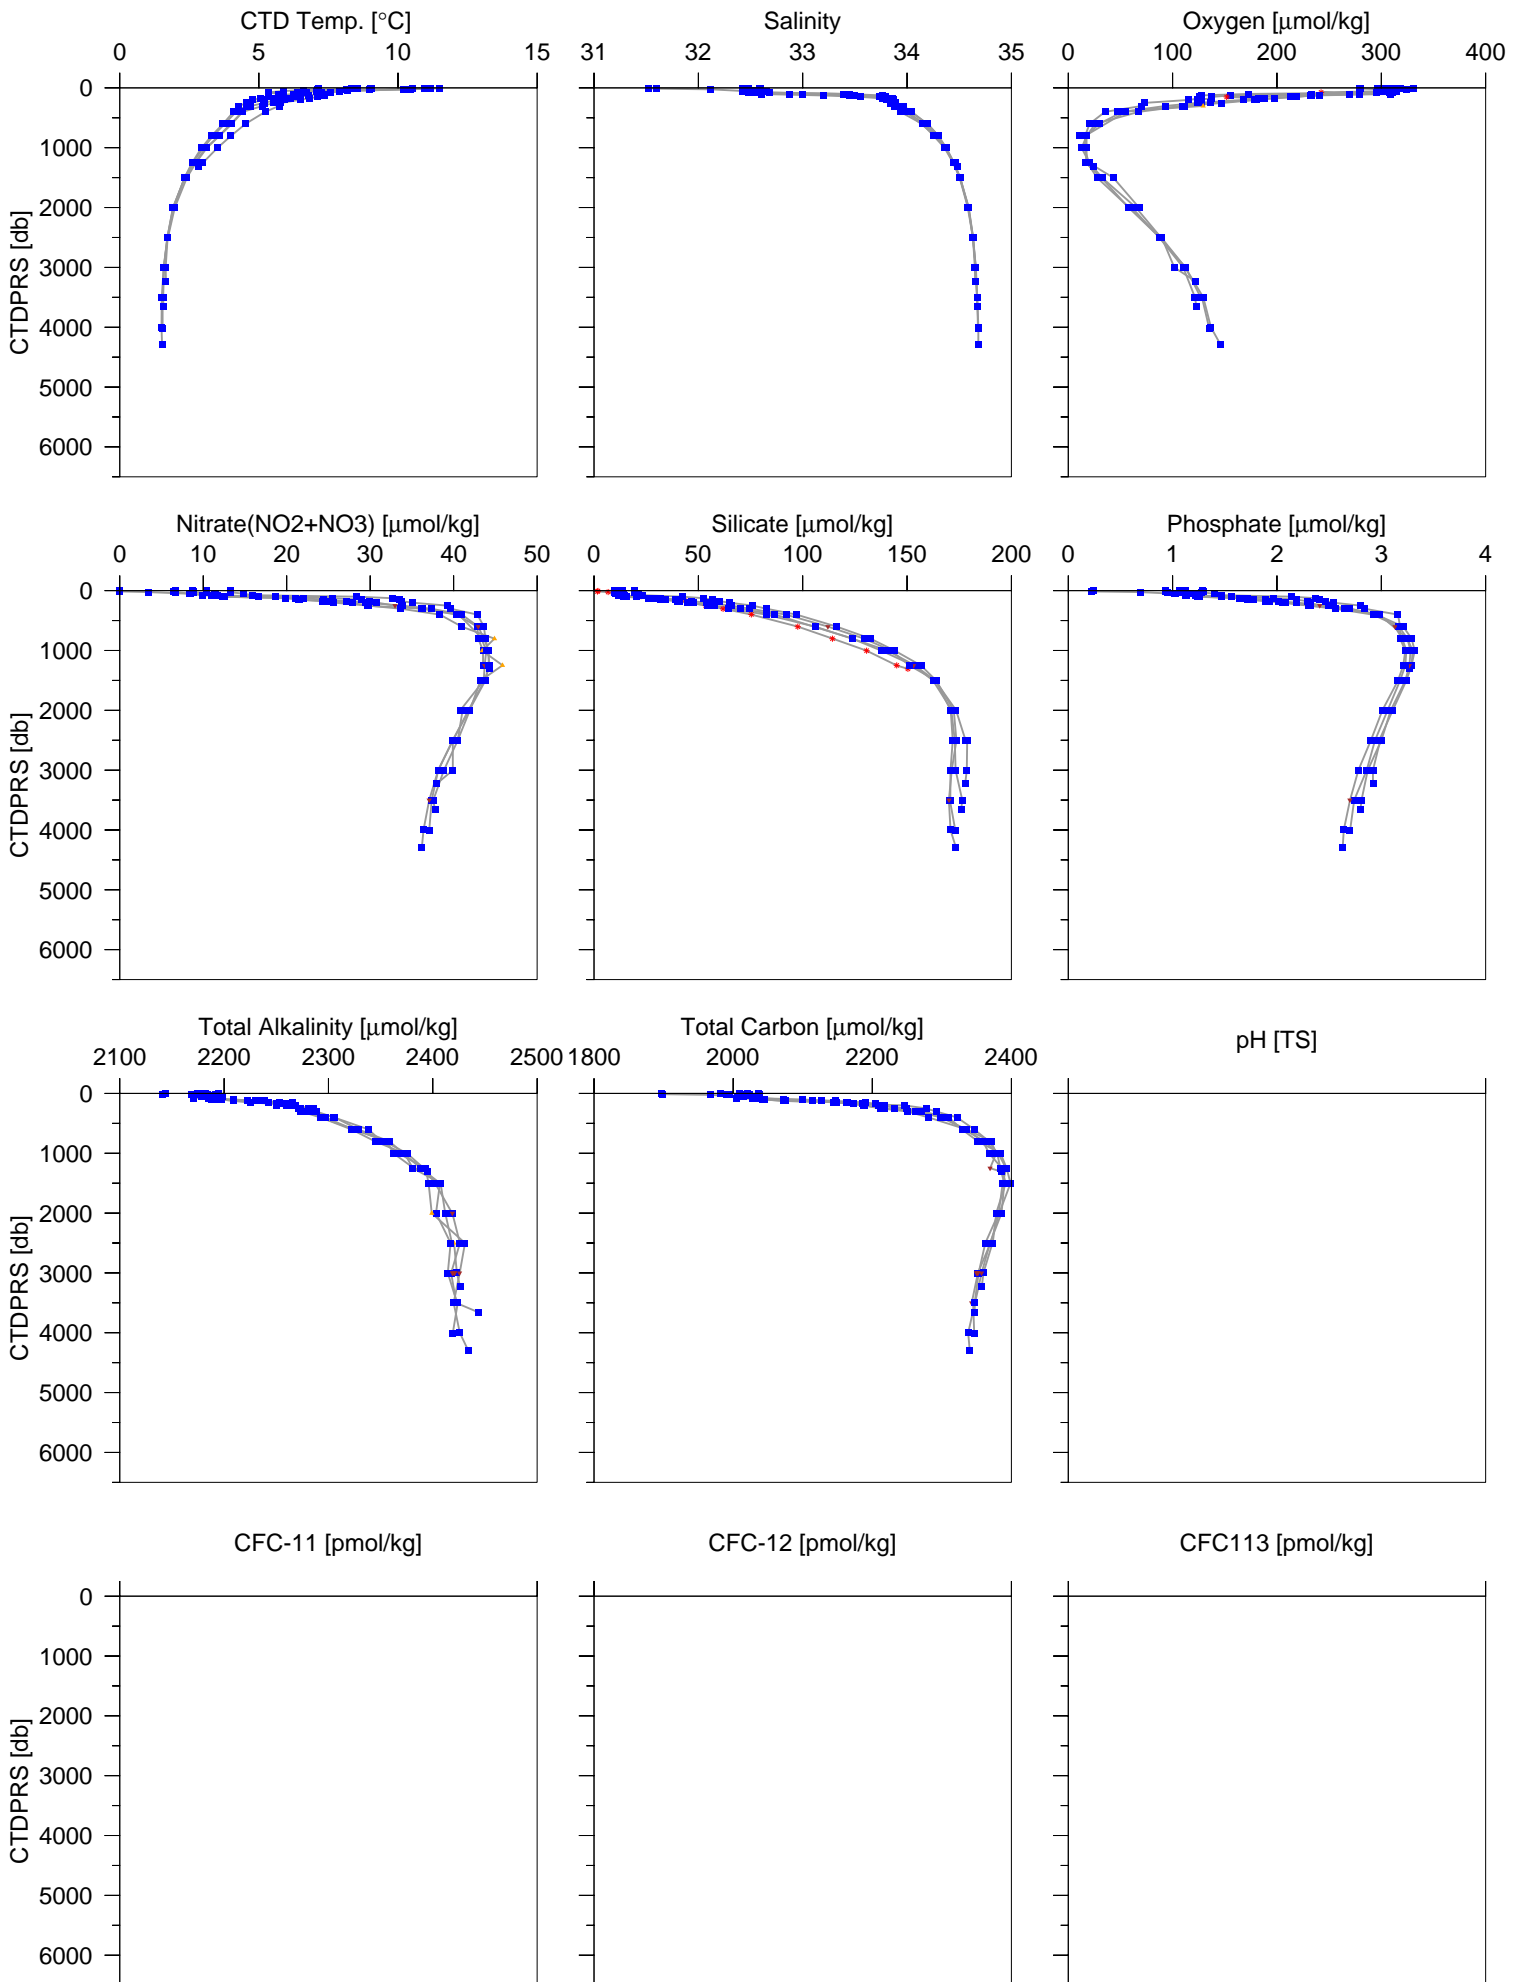 CTD Temp. [°C] Salinity Oxygen [μmol/kg]
0 5 10 15 31 32 33 34 35 0 100 200 300 400
0
1000
2000
3000
4000
5000
6000
CTDPRS [db]
Nitrate(NO2+NO3) [μmol/kg] Silicate [μmol/kg] Phosphate [μmol/kg]
0 10 20 30 40 50 0 50 100 150 200 0 1 2 3 4
0
1000
2000
3000
4000
5000
6000
CTDPRS [db]
Total Alkalinity [μmol/kg] Total Carbon [μmol/kg] pH [TS]
2100 2200 2300 2400 2500 1800 2000 2200 2400
0
1000
2000
3000
4000
5000
6000
CTDPRS [db]
CFC-11 [pmol/kg] CFC-12 [pmol/kg] CFC113 [pmol/kg]
0
1000
2000
3000
4000
5000
6000
CTDPRS [db]